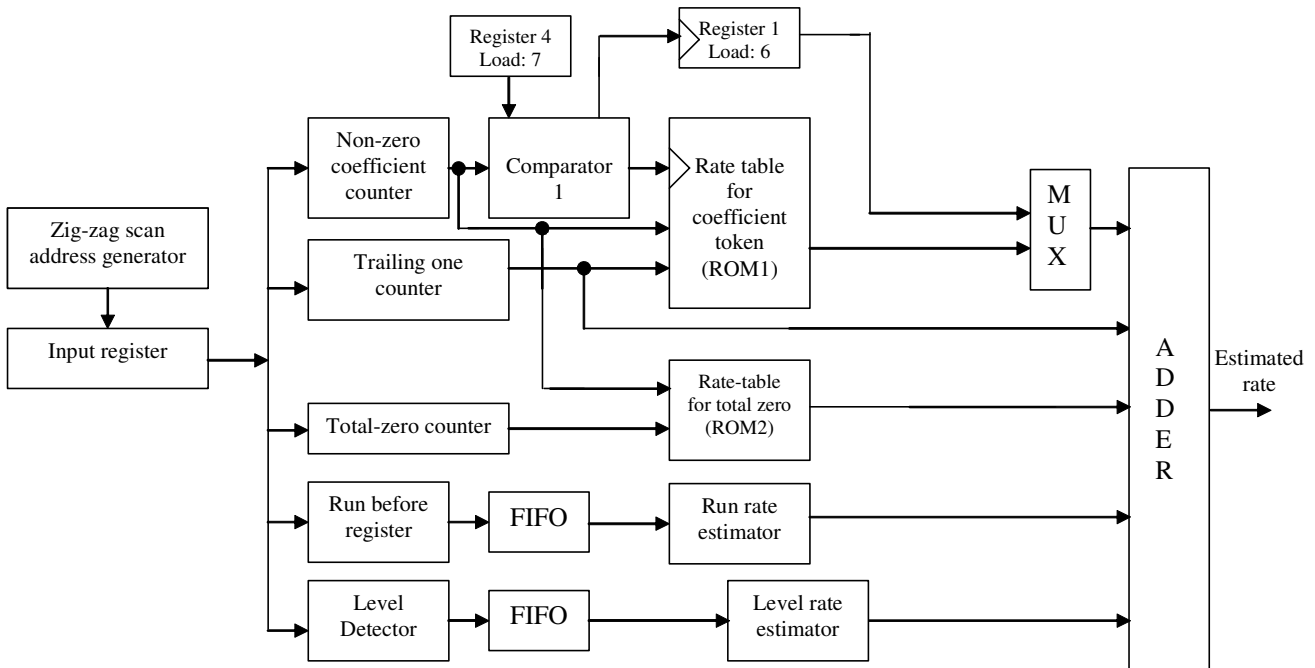 Register 4
Load: 7
Register 1
Load: 6
Non-zero
coefficient
counter
Comparator
1
Rate table
for
coefficient
token
(ROM1)
M
U
X
Zig-zag scan
address generator
Trailing one
counter
Input register
A
D
D
E
R
Estimated
rate
Rate-table
for total zero
(ROM2)
Total-zero counter
Run before
register
FIFO
Run rate
estimator
Level
Detector
FIFO
Level rate
estimator